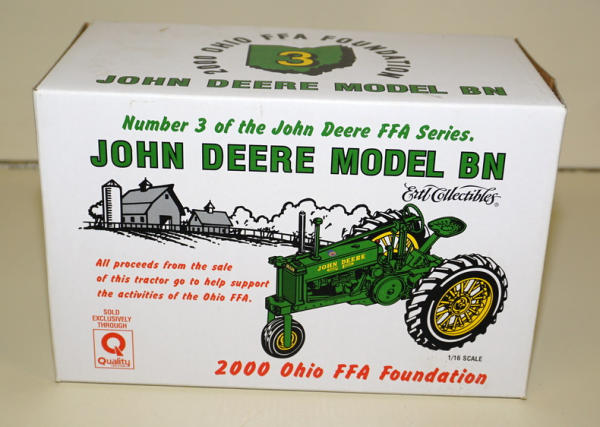 2000 OHIO FFA FOUNDATION
3
JOHN DEERE MODEL BN
Number 3 of the John Deere FFA Series.
JOHN DEERE MODEL BN
Ertl Collectibles®
All proceeds from the sale
of this tractor go to help support
the activities of the Ohio FFA.
JOHN DEERE
SOLD
EXCLUSIVELY
THROUGH
Q
Quality
1/16 SCALE
2000 Ohio FFA Foundation